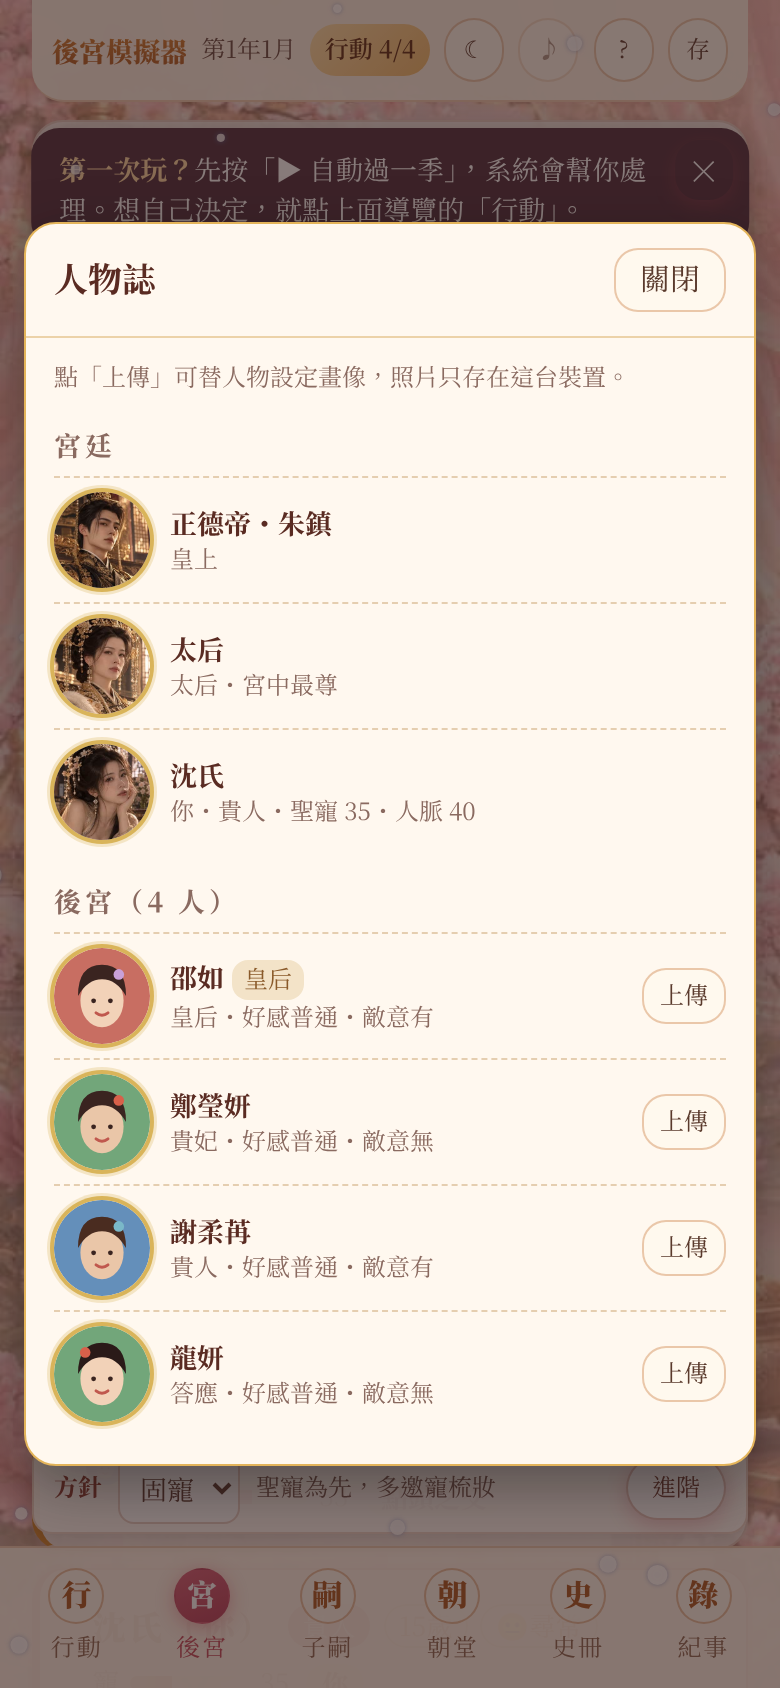 後宮模擬器 第1年1月 行動 4/4 ☾ ♪ ? 存
第一次玩？先按「▶ 自動過一季」，系統會幫你處
理。想自己決定，就點上面導覽的「行動」。
人物誌 關閉
點「上傳」可替人物設定畫像，照片只存在這台裝置。
宮廷
正德帝・朱鎮
皇上
太后
太后・宮中最尊
沈氏
你・貴人・聖寵 35・人脈 40
後宮（4 人）
邵如 皇后
皇后・好感普通・敵意有
上傳
鄭瑩妍
貴妃・好感普通・敵意無
上傳
謝柔苒
貴人・好感普通・敵意有
上傳
龍妍
答應・好感普通・敵意無
上傳
方針 固寵 聖寵為先，多邀寵梳妝 進階
行 宮 嗣 朝 史 錄
行動 後宮 子嗣 朝堂 史冊 紀事